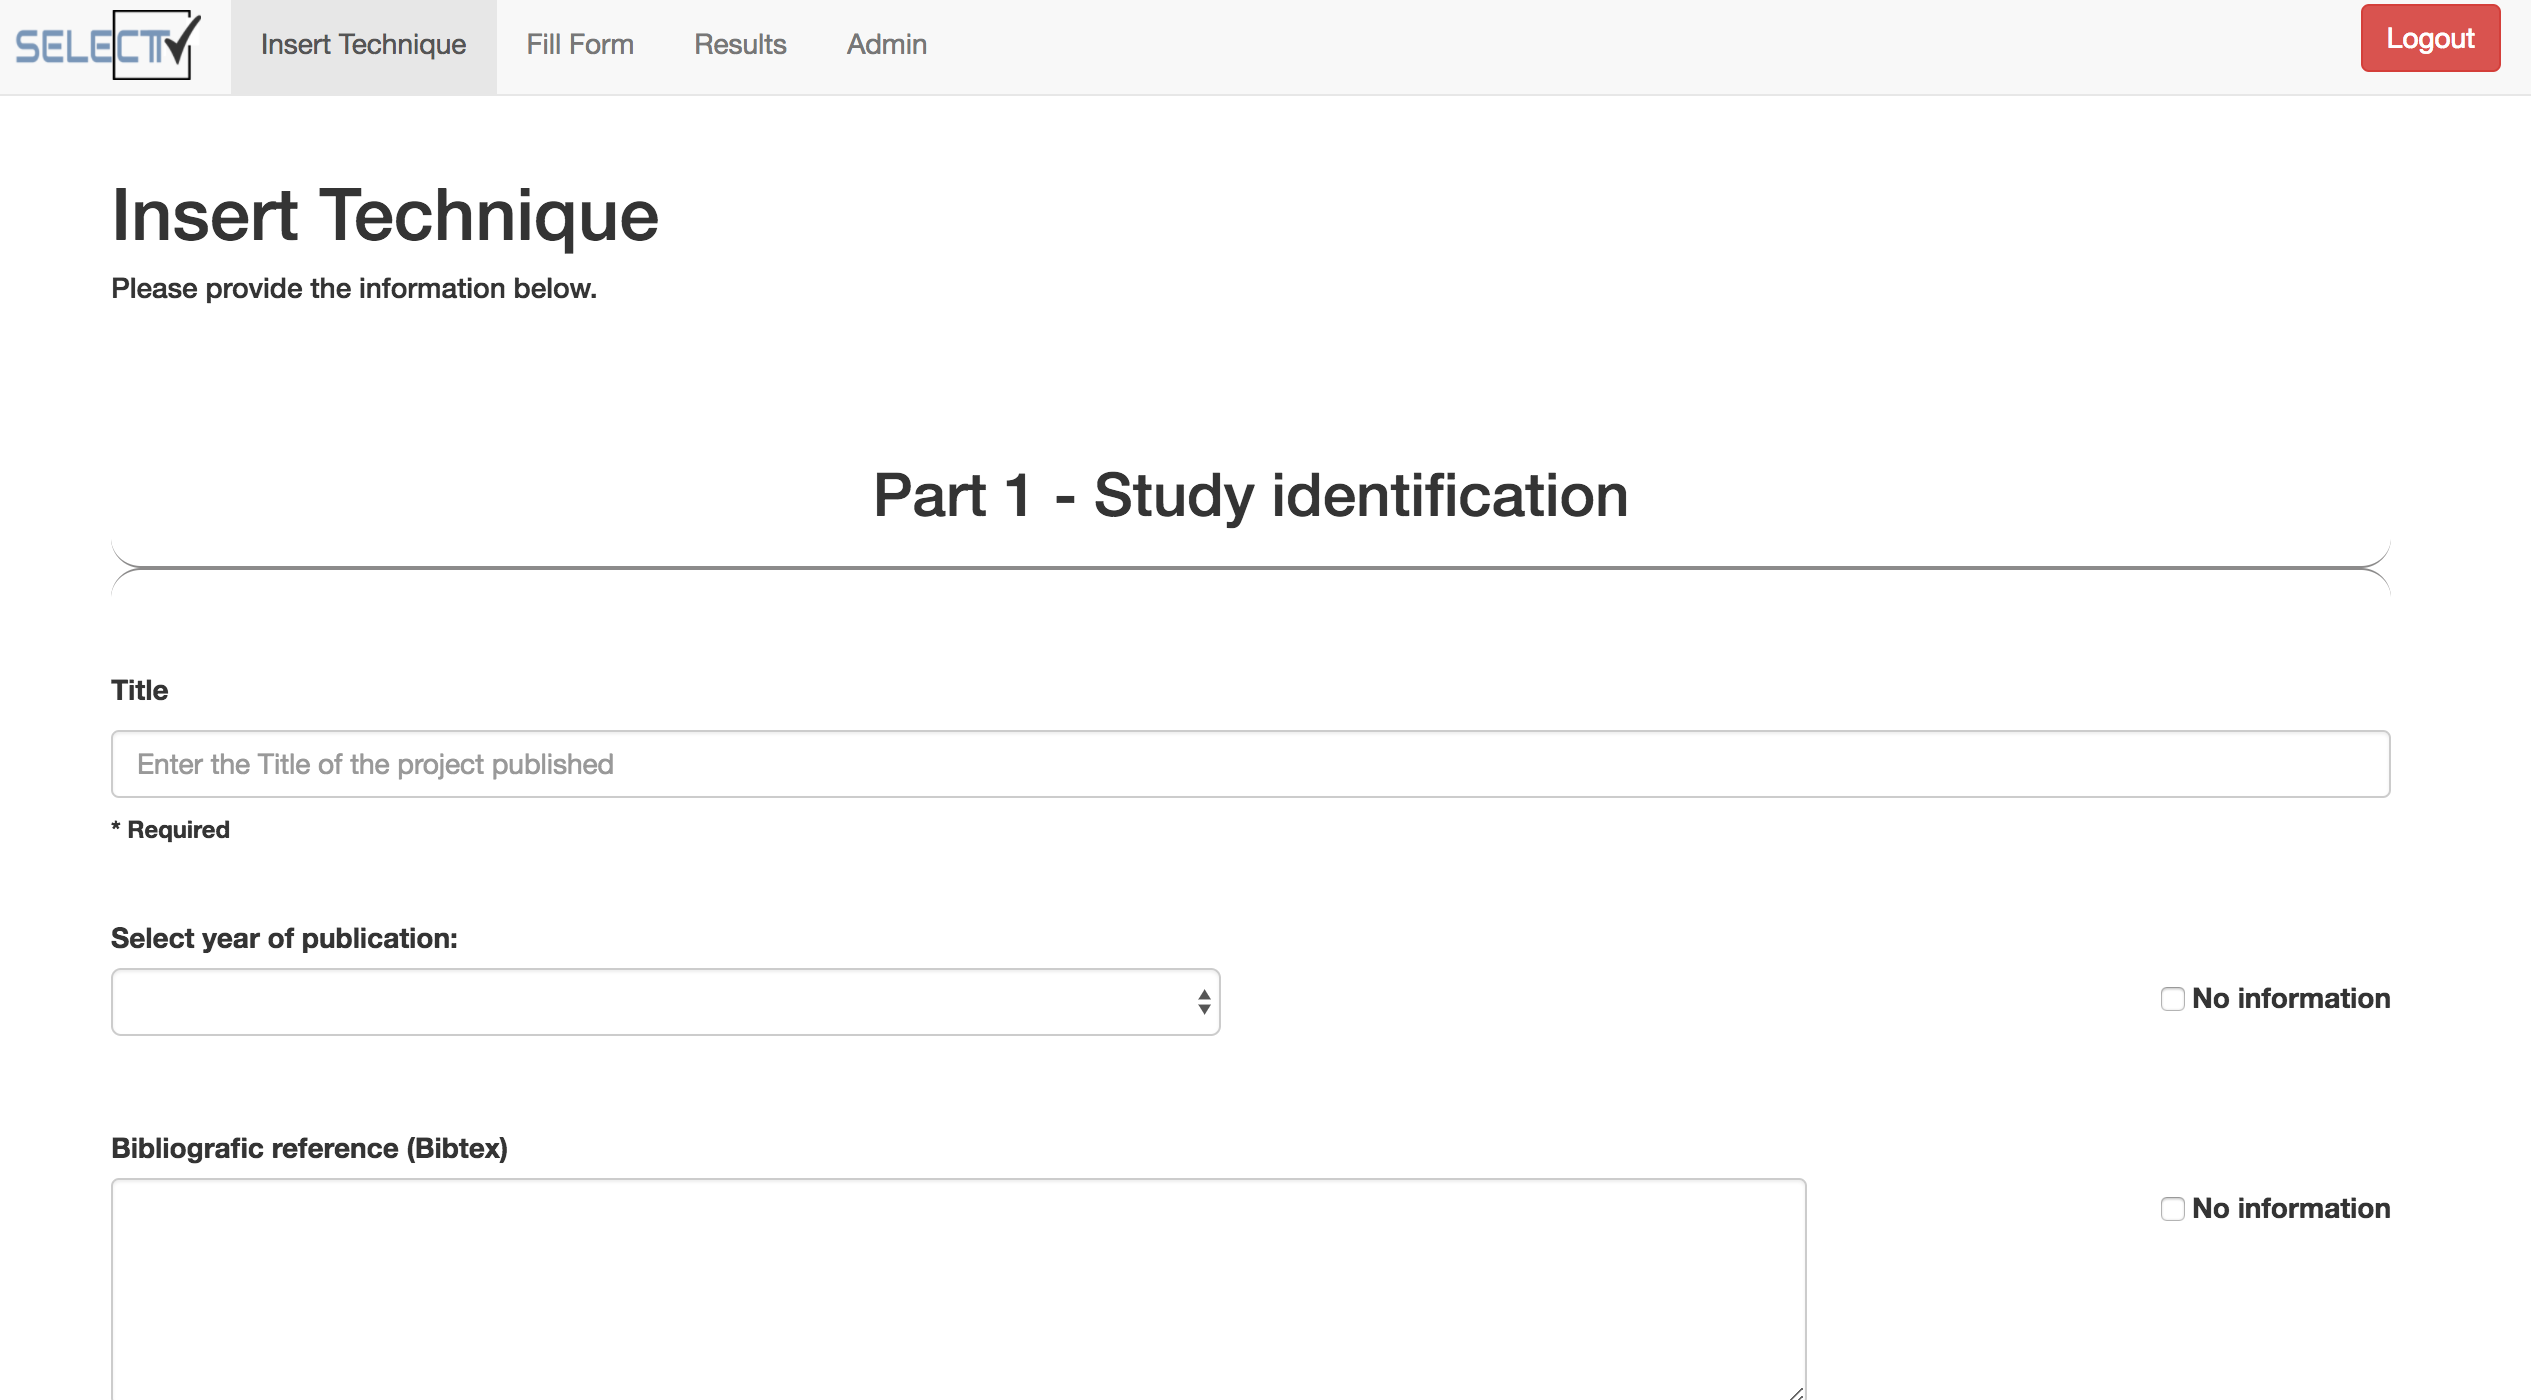 SELECTTV
Insert Technique
Fill Form
Results
Admin
Logout
Insert Technique
Please provide the information below.
Part 1 - Study identification
Title
Enter the Title of the project published
* Required
Select year of publication:
No information
Bibliografic reference (Bibtex)
No information